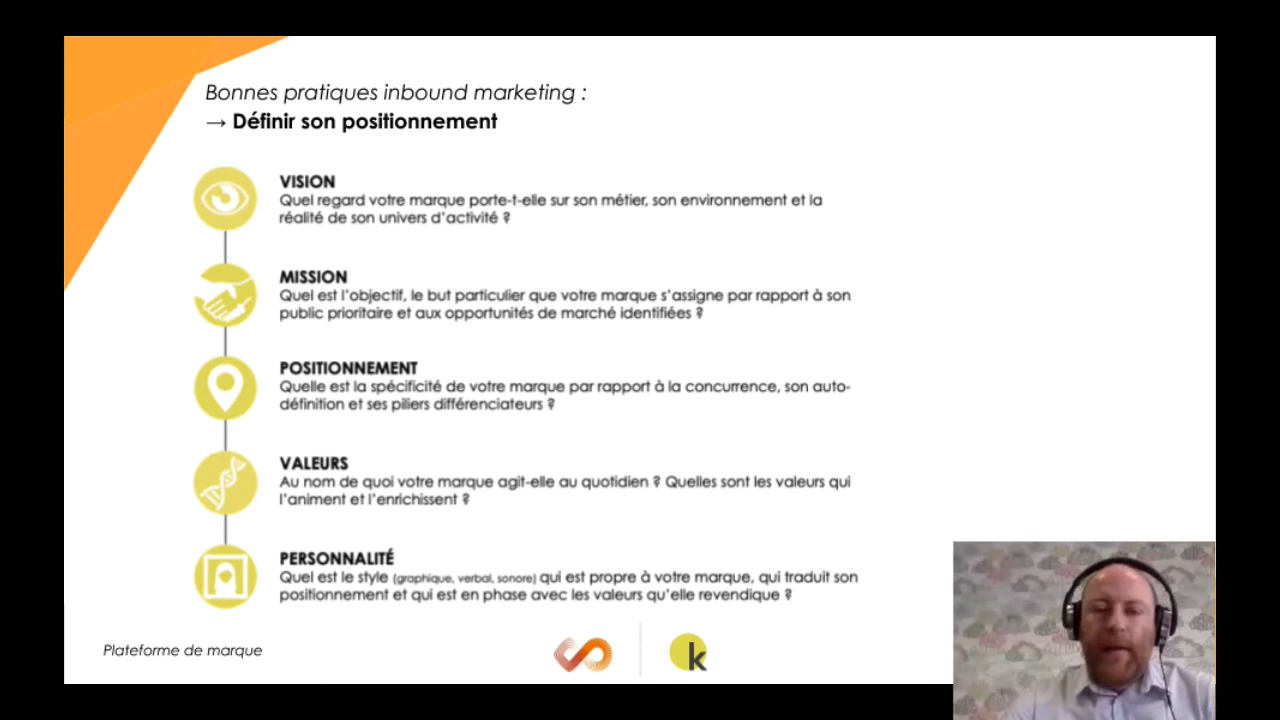 Bonnes pratiques inbound marketing :
→ Définir son positionnement
VISION
Quel regard votre marque porte-t-elle sur son métier, son environnement et la
réalité de son univers d'activité ?
MISSION
Quel est l'objectif, le but particulier que votre marque s'assigne par rapport à son
public prioritaire et aux opportunités de marché identifiées ?
POSITIONNEMENT
Quelle est la spécificité de votre marque par rapport à la concurrence, son auto-
définition et ses piliers différenciateurs ?
VALEURS
Au nom de quoi votre marque agit-elle au quotidien ? Quelles sont les valeurs qui
l'animent et l'enrichissent ?
PERSONNALITÉ
Quel est le style (graphique, verbal, sonore) qui est propre à votre marque, qui traduit son
positionnement et qui est en phase avec les valeurs qu'elle revendique ?
Plateforme de marque
k